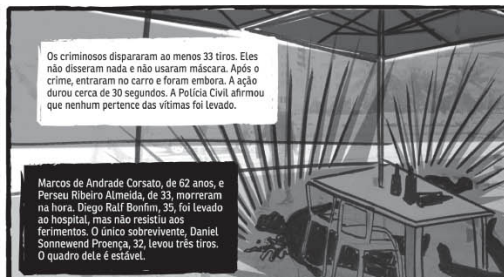 Os criminosos dispararam ao menos 33 tiros. Eles
não disseram nada e não usaram máscara. Após o
crime, entraram no carro e foram embora. A ação
durou cerca de 30 segundos. A Polícia Civil afirmou
que nenhum pertence das vítimas foi levado.
Marcos de Andrade Corsato, de 62 anos, e
Perseu Ribeiro Almeida, de 33, morreram
na hora. Diego Ralf Bonfim, 35, foi levado
ao hospital, mas não resistiu aos
ferimentos. O único sobrevivente, Daniel
Sonnewend Proença, 32, levou três tiros.
O quadro dele é estável.